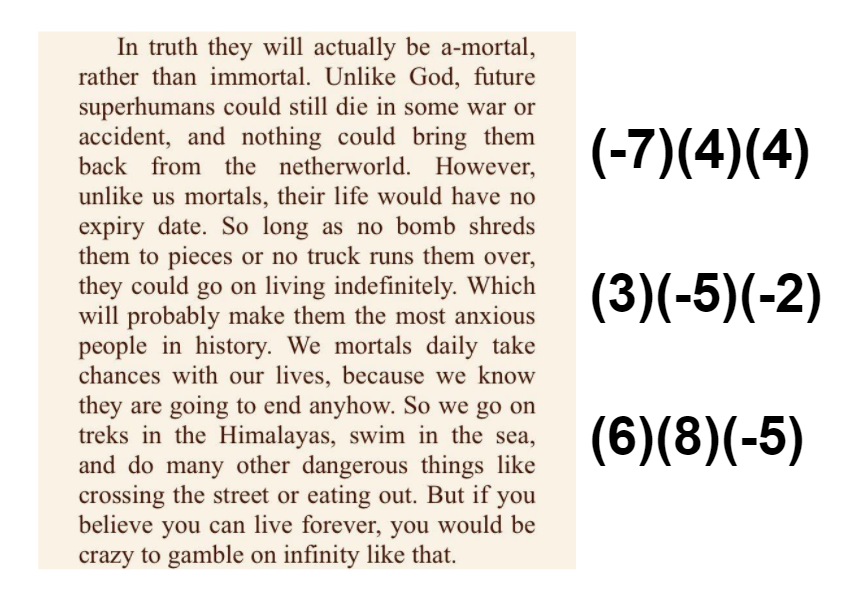 In truth they will actually be a-mortal,
rather than immortal. Unlike God, future
superhumans could still die in some war or
accident, and nothing could bring them
back from the netherworld. However,
unlike us mortals, their life would have no
expiry date. So long as no bomb shreds
them to pieces or no truck runs them over,
they could go on living indefinitely. Which
will probably make them the most anxious
people in history. We mortals daily take
chances with our lives, because we know
they are going to end anyhow. So we go on
treks in the Himalayas, swim in the sea,
and do many other dangerous things like
crossing the street or eating out. But if you
believe you can live forever, you would be
crazy to gamble on infinity like that.
(-7)(4)(4)
(3)(-5)(-2)
(6)(8)(-5)